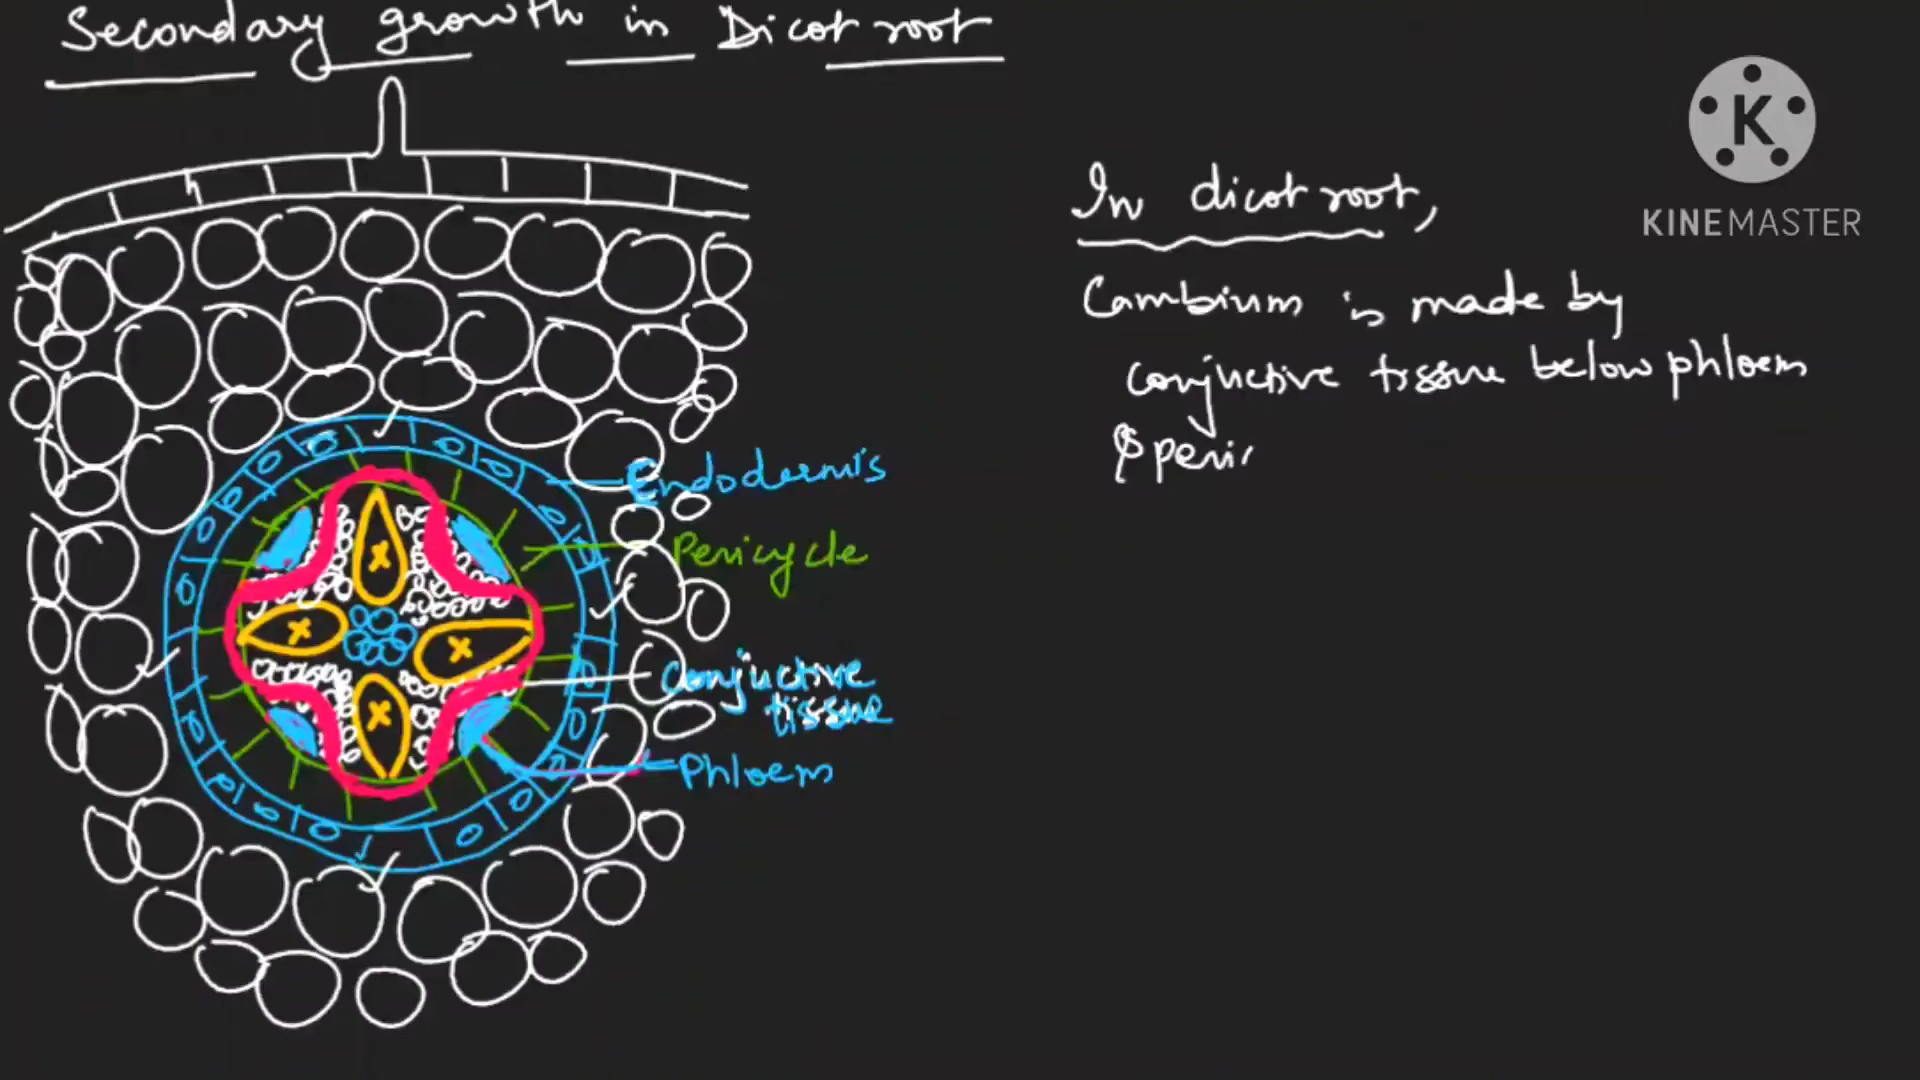 Secondary growth in Dicot root
K
KINEMASTER
In dicot root,
Cambium is made by
conjuctive tissue below phloem
& peri
Endodermis
Pericycle
Conjuctive
tissue
Phloem
x
x
x
x